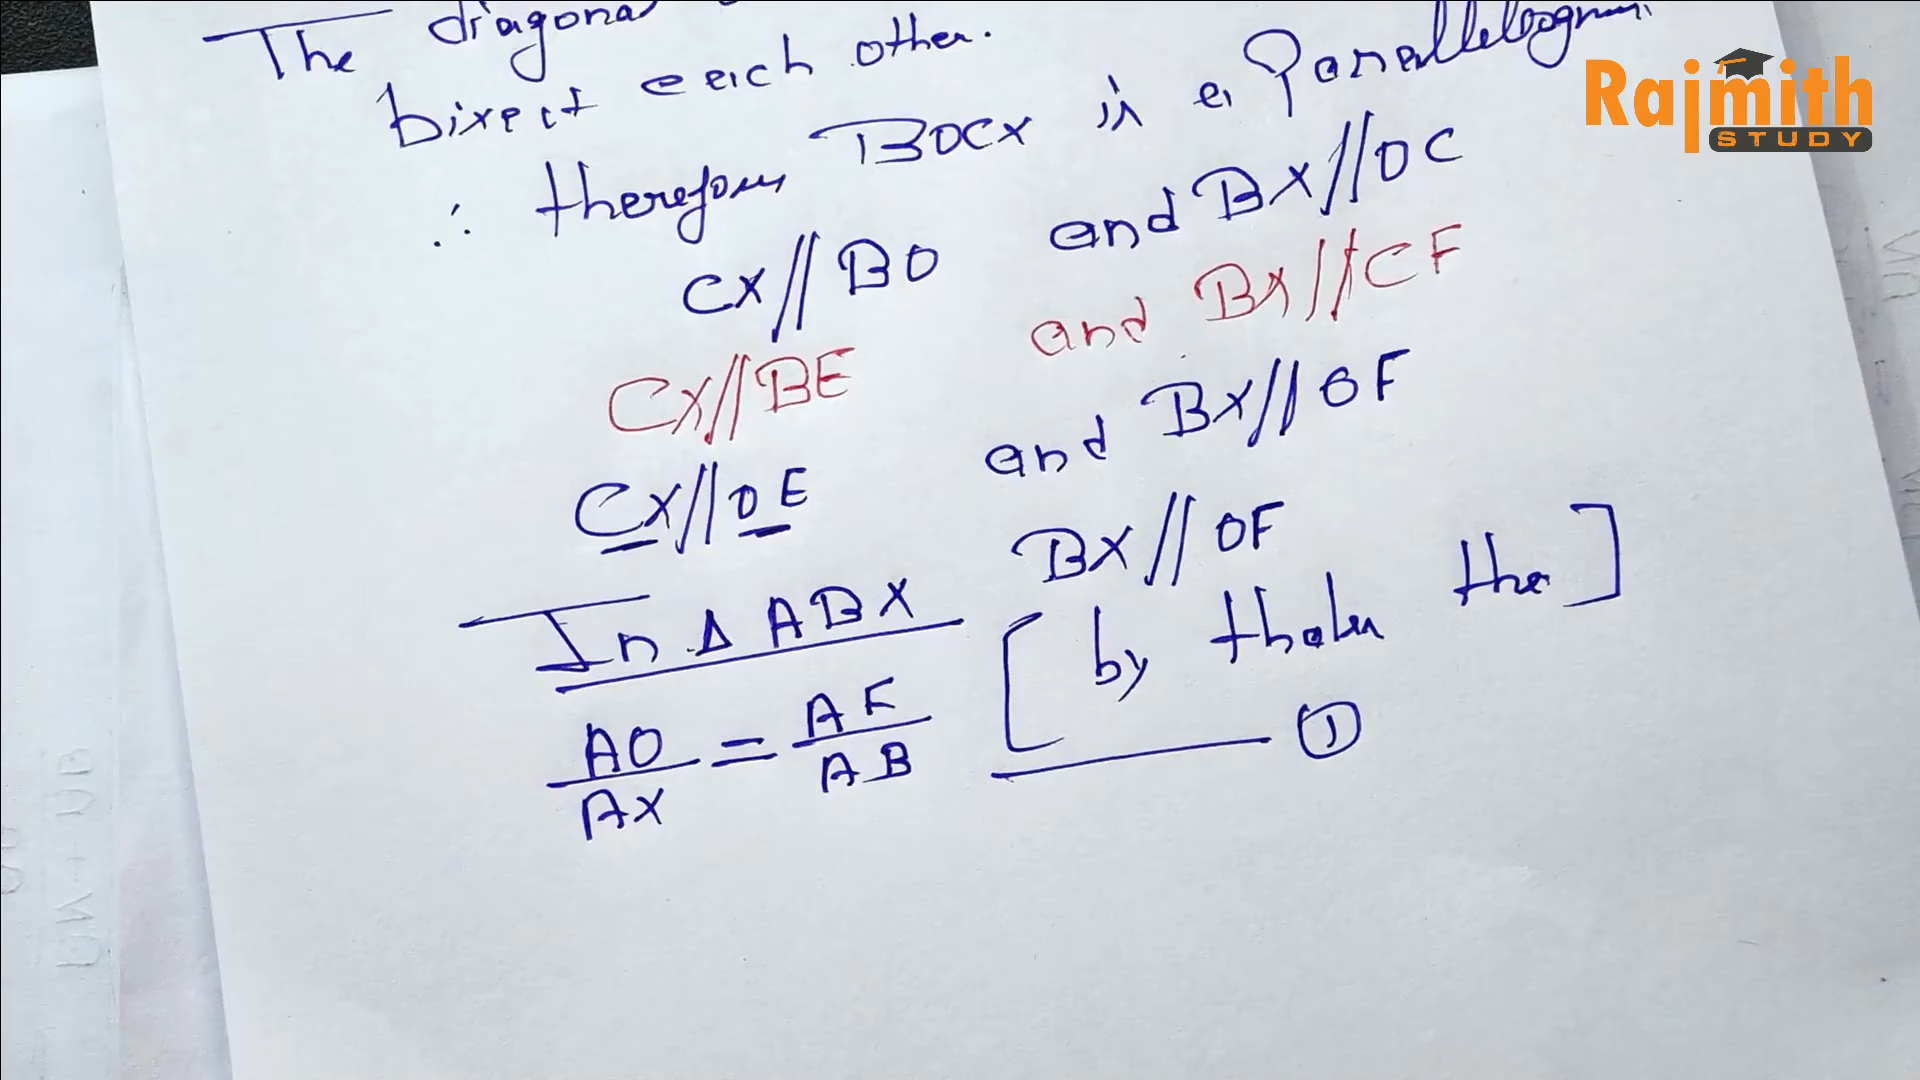 The diagonal
bisect each other.
∴ therefore BOCX is a Parallelogram.
CX//BO and BX//OC
CX//BE and BX//CF
CX//OE and BX//OF
In Δ ABX BX//OF
AO/AX = AF/AB [by thales the] ①
Rajmith
STUDY